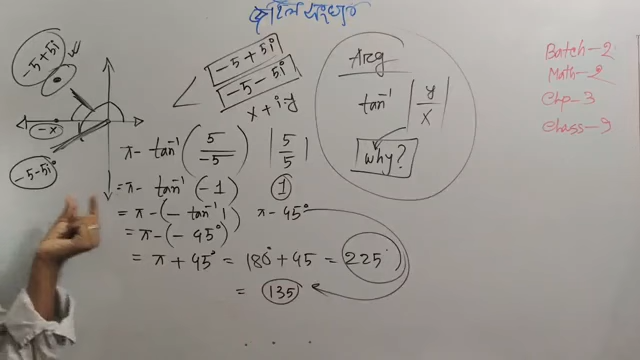 জটিল সংখ্যার
-5+5i
-x
-5-5i
-5+5i
-5-5i
x+i·y
π - tan⁻¹ (5/-5) |5/5|
= π - tan⁻¹ (-1) 1
= π - (- tan⁻¹ 1) π - 45°
= π - (- 45°)
= π + 45° = 180° + 45 = 225°
= 135
Arg
tan⁻¹ |y/x|
why?
Batch - 2
Math - 2
Chp - 3
Class - 9